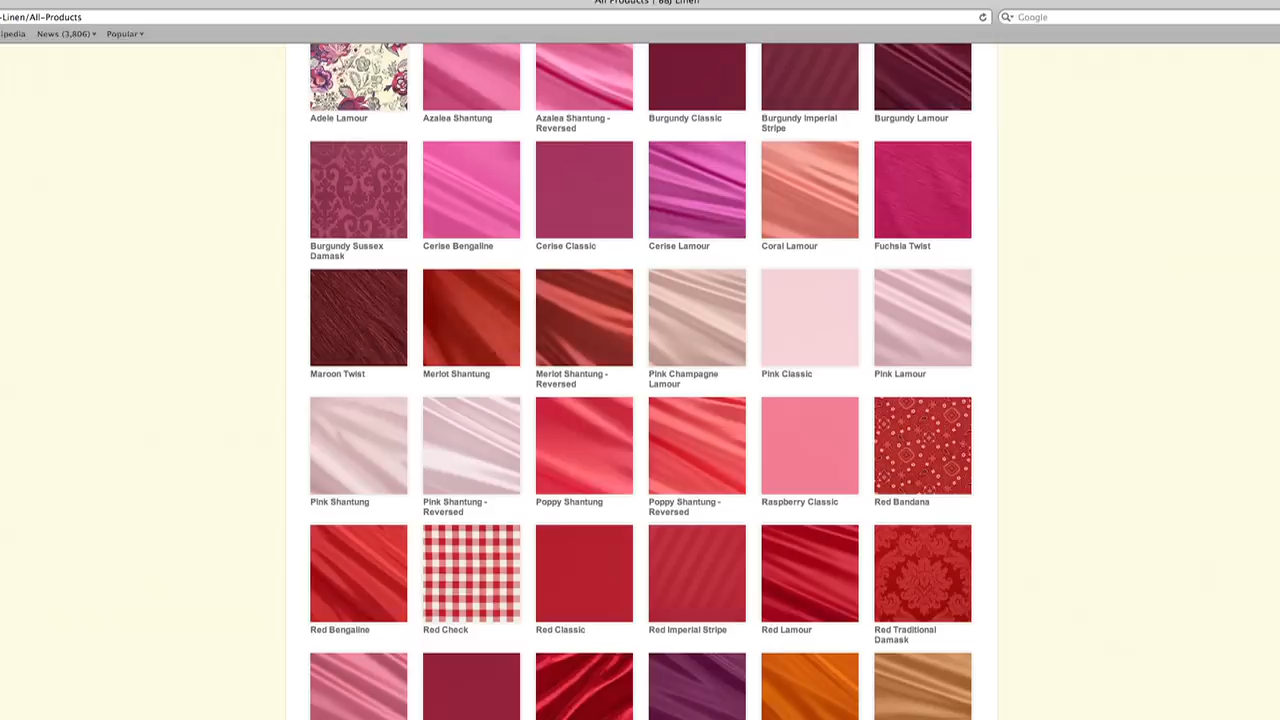 -Linen/All-Products
Google
News (3,806)
Popular
Adele Lamour
Azalea Shantung
Azalea Shantung -
Reversed
Burgundy Classic
Burgundy Imperial
Stripe
Burgundy Lamour
Burgundy Sussex
Damask
Cerise Bengaline
Cerise Classic
Cerise Lamour
Coral Lamour
Fuchsia Twist
Maroon Twist
Merlot Shantung
Merlot Shantung -
Reversed
Pink Champagne
Lamour
Pink Classic
Pink Lamour
Pink Shantung
Pink Shantung -
Reversed
Poppy Shantung
Poppy Shantung -
Reversed
Raspberry Classic
Red Bandana
Red Bengaline
Red Check
Red Classic
Red Imperial Stripe
Red Lamour
Red Traditional
Damask